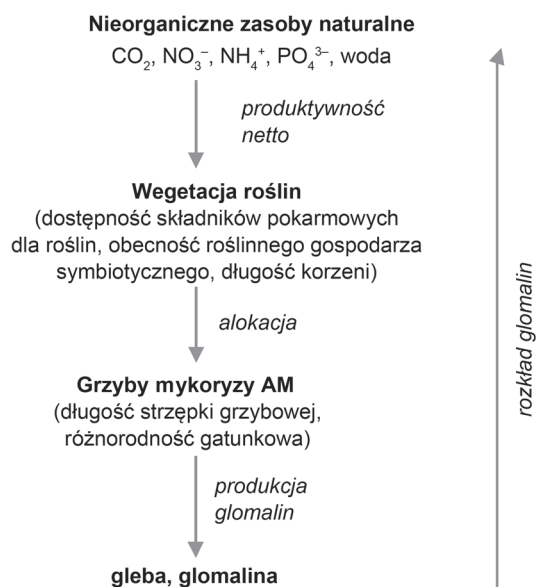 Nieorganiczne zasoby naturalne
CO₂, NO₃⁻, NH₄⁺, PO₄³⁻, woda
produktywność
netto
Wegetacja roślin
(dostępność składników pokarmowych
dla roślin, obecność roślinnego gospodarza
symbiotycznego, długość korzeni)
alokacja
Grzyby mykoryzy AM
(długość strzępki grzybowej,
różnorodność gatunkowa)
produkcja
glomalin
gleba, glomalina
rozkład glomalin